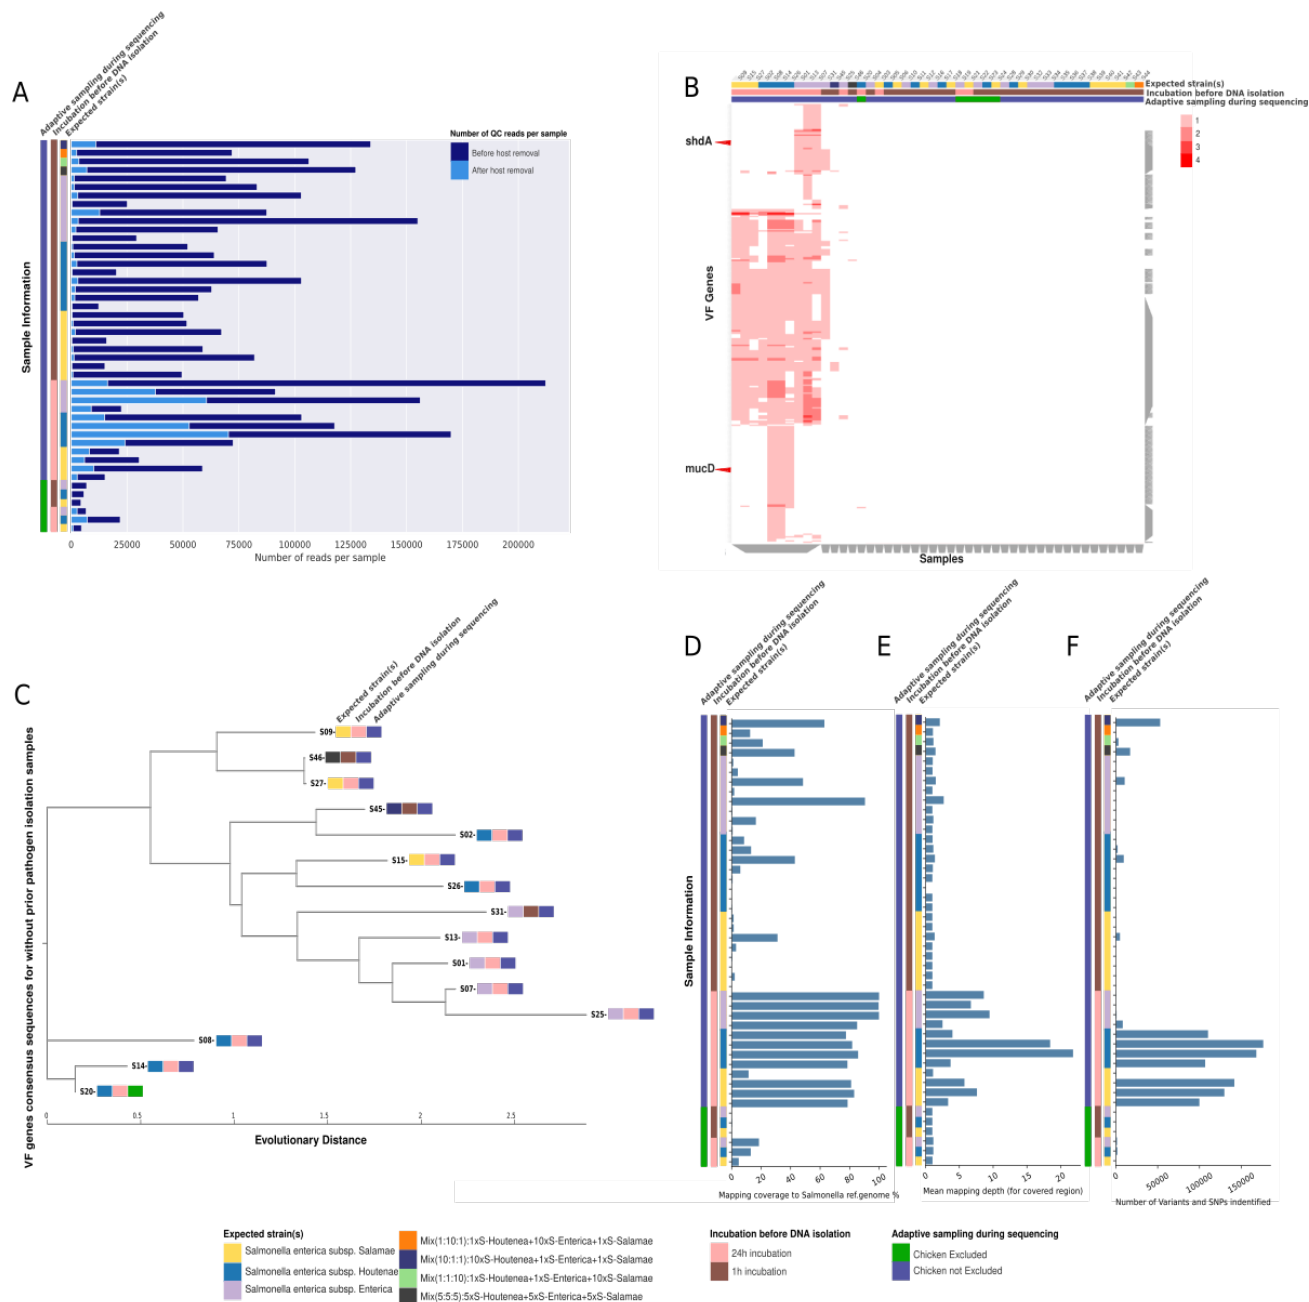 A
Adaptive sampling during sequencing
Incubation before DNA isolation
Expected strain(s)
Number of QC reads per sample
Before host removal
After host removal
Sample Information
0 25000 50000 75000 100000 125000 150000 175000 200000
Number of reads per sample
B
Expected strain(s)
Incubation before DNA isolation
Adaptive sampling during sequencing
1
2
3
4
shdA
mucD
VF Genes
Samples
C
Expected strain(s)
Incubation before DNA isolation
Adaptive sampling during sequencing
VF genes consensus sequences for without prior pathogen isolation samples
S09-
S46-
S27-
S45-
S02-
S15-
S26-
S31-
S13-
S01-
S07-
S25-
S08-
S14-
S20-
0 0.5 1 1.5 2 2.5
Evolutionary Distance
D
Adaptive sampling during sequencing
Incubation before DNA isolation
Expected strain(s)
Sample Information
0 20 40 60 80 100
Mapping coverage to Salmonella ref.genome %
E
Adaptive sampling during sequencing
Incubation before DNA isolation
Expected strain(s)
0 5 10 15 20
Mean mapping depth (for covered region)
F
Adaptive sampling during sequencing
Incubation before DNA isolation
Expected strain(s)
0 50000 100000 150000
Number of Variants and SNPs indentified
Expected strain(s)
Salmonella enterica subsp. Salamae
Salmonella enterica subsp. Houtenae
Salmonella enterica subsp. Enterica
Mix(1:10:1):1xS-Houtenea+10xS-Enterica+1xS-Salamae
Mix(10:1:1):10xS-Houtenea+1xS-Enterica+1xS-Salamae
Mix(1:1:10):1xS-Houtenea+1xS-Enterica+10xS-Salamae
Mix(5:5:5):5xS-Houtenea+5xS-Enterica+5xS-Salamae
Incubation before DNA isolation
24h incubation
1h incubation
Adaptive sampling during sequencing
Chicken Excluded
Chicken not Excluded